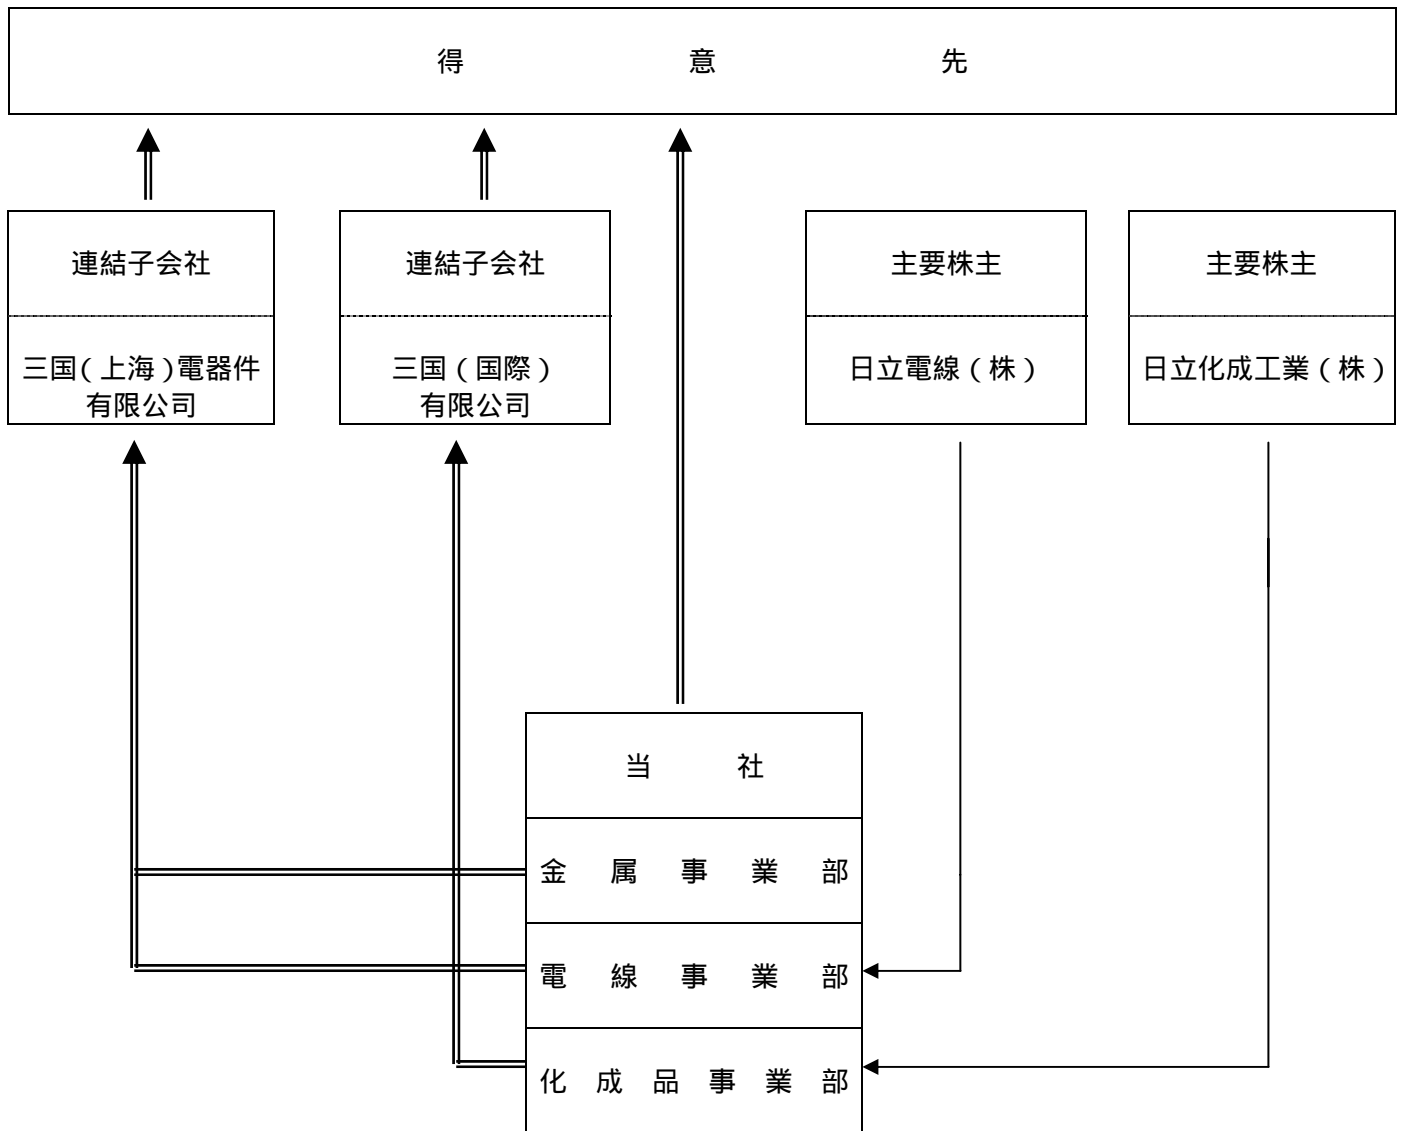 得意先
連結子会社
三国(上海)電器件
有限公司
連結子会社
三国(国際)
有限公司
主要株主
日立電線(株)
主要株主
日立化成工業(株)
当社
金属事業部
電線事業部
化成品事業部